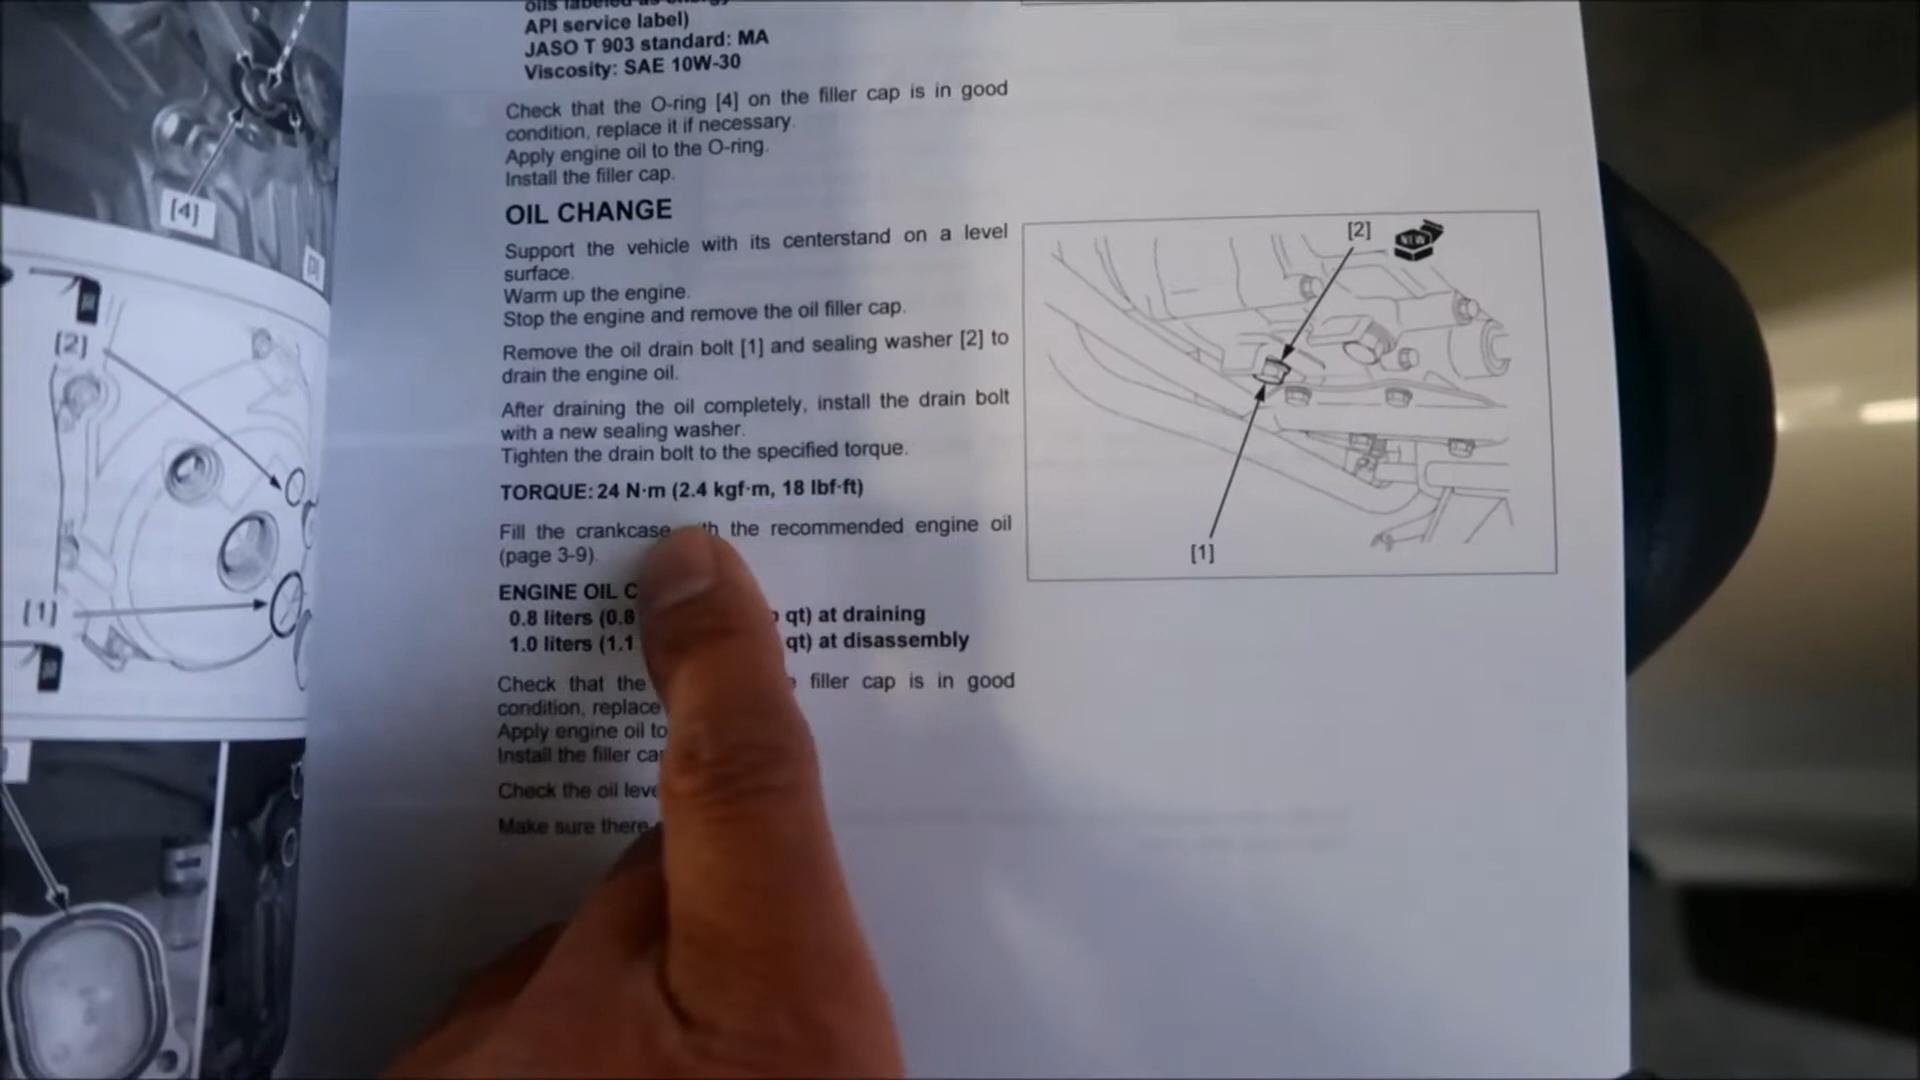 oils labeled as energy
API service label)
JASO T 903 standard: MA
Viscosity: SAE 10W-30
Check that the O-ring [4] on the filler cap is in good
condition, replace it if necessary.
Apply engine oil to the O-ring.
Install the filler cap.
OIL CHANGE
Support the vehicle with its centerstand on a level
surface.
Warm up the engine.
Stop the engine and remove the oil filler cap.
Remove the oil drain bolt [1] and sealing washer [2] to
drain the engine oil.
After draining the oil completely, install the drain bolt
with a new sealing washer.
Tighten the drain bolt to the specified torque.
TORQUE: 24 N·m (2.4 kgf·m, 18 lbf·ft)
Fill the crankcase the recommended engine oil
(page 3-9).
ENGINE OIL C
0.8 liters (0.8 qt) at draining
1.0 liters (1.1 qt) at disassembly
Check that the filler cap is in good
condition, replace
Apply engine oil to
Install the filler
Check the oil
Make sure there
[2]
NEW
[1]
[4]
[3]
[2]
[1]